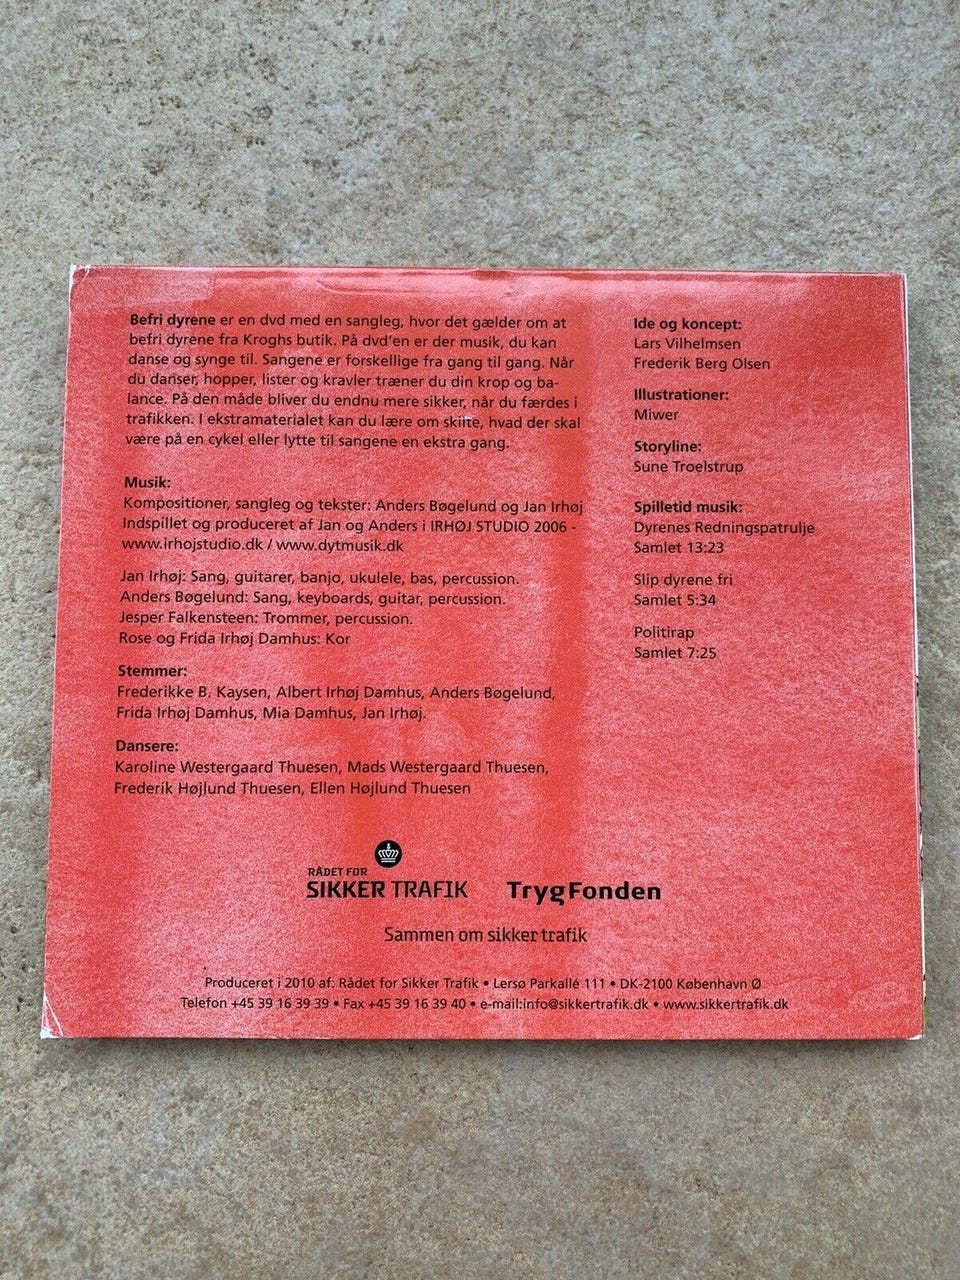 Befri dyrene er en dvd med en sangleg, hvor det gælder om at
befri dyrene fra Kroghs butik. På dvd'en er der musik, du kan
danse og synge til. Sangene er forskellige fra gang til gang. Når
du danser, hopper, lister og kravler træner du din krop og ba-
lance. På den måde bliver du endnu mere sikker, når du færdes i
trafikken. I ekstramaterialet kan du lære om skilte, hvad der skal
være på en cykel eller lytte til sangene en ekstra gang.
Musik:
Kompositioner, sangleg og tekster: Anders Bøgelund og Jan Irhøj
Indspillet og produceret af Jan og Anders i IRHØJ STUDIO 2006 -
www.irhojstudio.dk / www.dytmusik.dk
Jan Irhøj: Sang, guitarer, banjo, ukulele, bas, percussion.
Anders Bøgelund: Sang, keyboards, guitar, percussion.
Jesper Falkensteen: Trommer, percussion.
Rose og Frida Irhøj Damhus: Kor
Stemmer:
Frederikke B. Kaysen, Albert Irhøj Damhus, Anders Bøgelund,
Frida Irhøj Damhus, Mia Damhus, Jan Irhøj.
Dansere:
Karoline Westergaard Thuesen, Mads Westergaard Thuesen,
Frederik Højlund Thuesen, Ellen Højlund Thuesen
Ide og koncept:
Lars Vilhelmsen
Frederik Berg Olsen
Illustrationer:
Miwer
Storyline:
Sune Troelstrup
Spilletid musik:
Dyrenes Redningspatrulje
Samlet 13:23
Slip dyrene fri
Samlet 5:34
Politirap
Samlet 7:25
RÅDET FOR
SIKKER TRAFIK
TrygFonden
Sammen om sikker trafik
Produceret i 2010 af: Rådet for Sikker Trafik • Lersø Parkallé 111 • DK-2100 København Ø
Telefon +45 39 16 39 39 • Fax +45 39 16 39 40 • e-mail:info@sikkertrafik.dk • www.sikkertrafik.dk